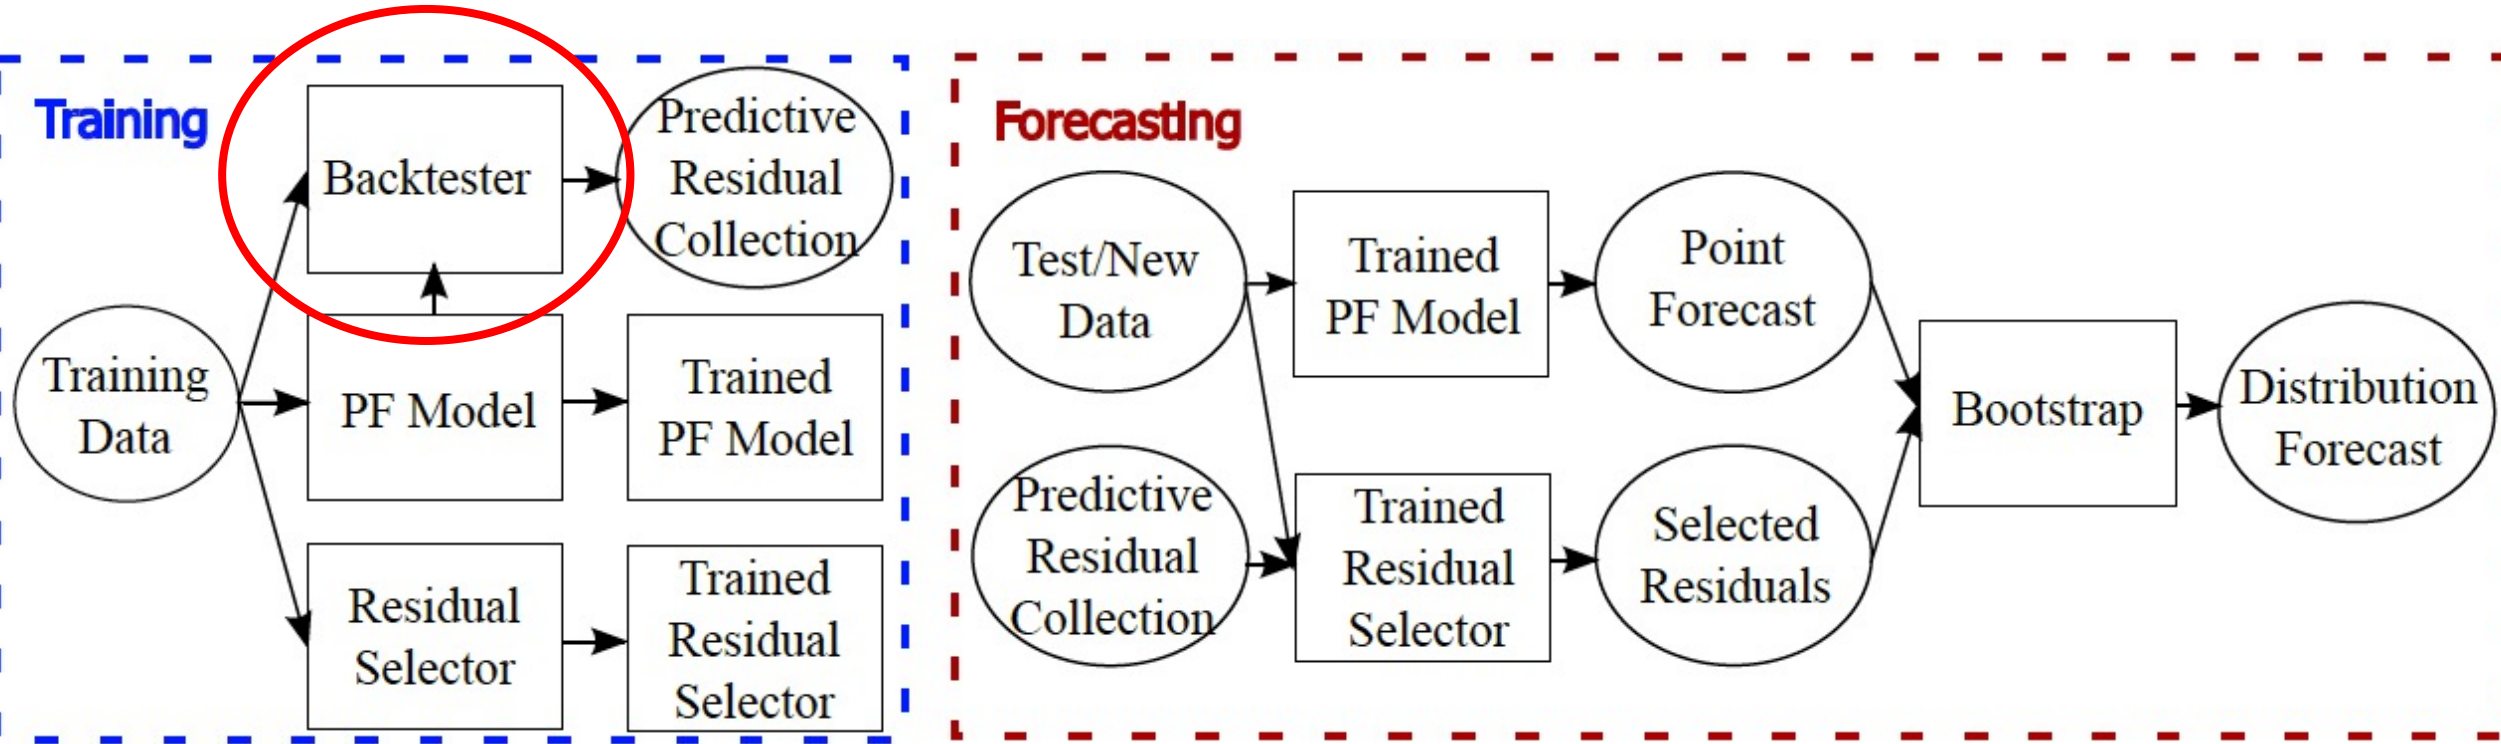 Training
Backtester
Predictive
Residual
Collection
Training
Data
PF Model
Trained
PF Model
Residual
Selector
Trained
Residual
Selector
Forecasting
Test/New
Data
Trained
PF Model
Point
Forecast
Predictive
Residual
Collection
Trained
Residual
Selector
Selected
Residuals
Bootstrap
Distribution
Forecast